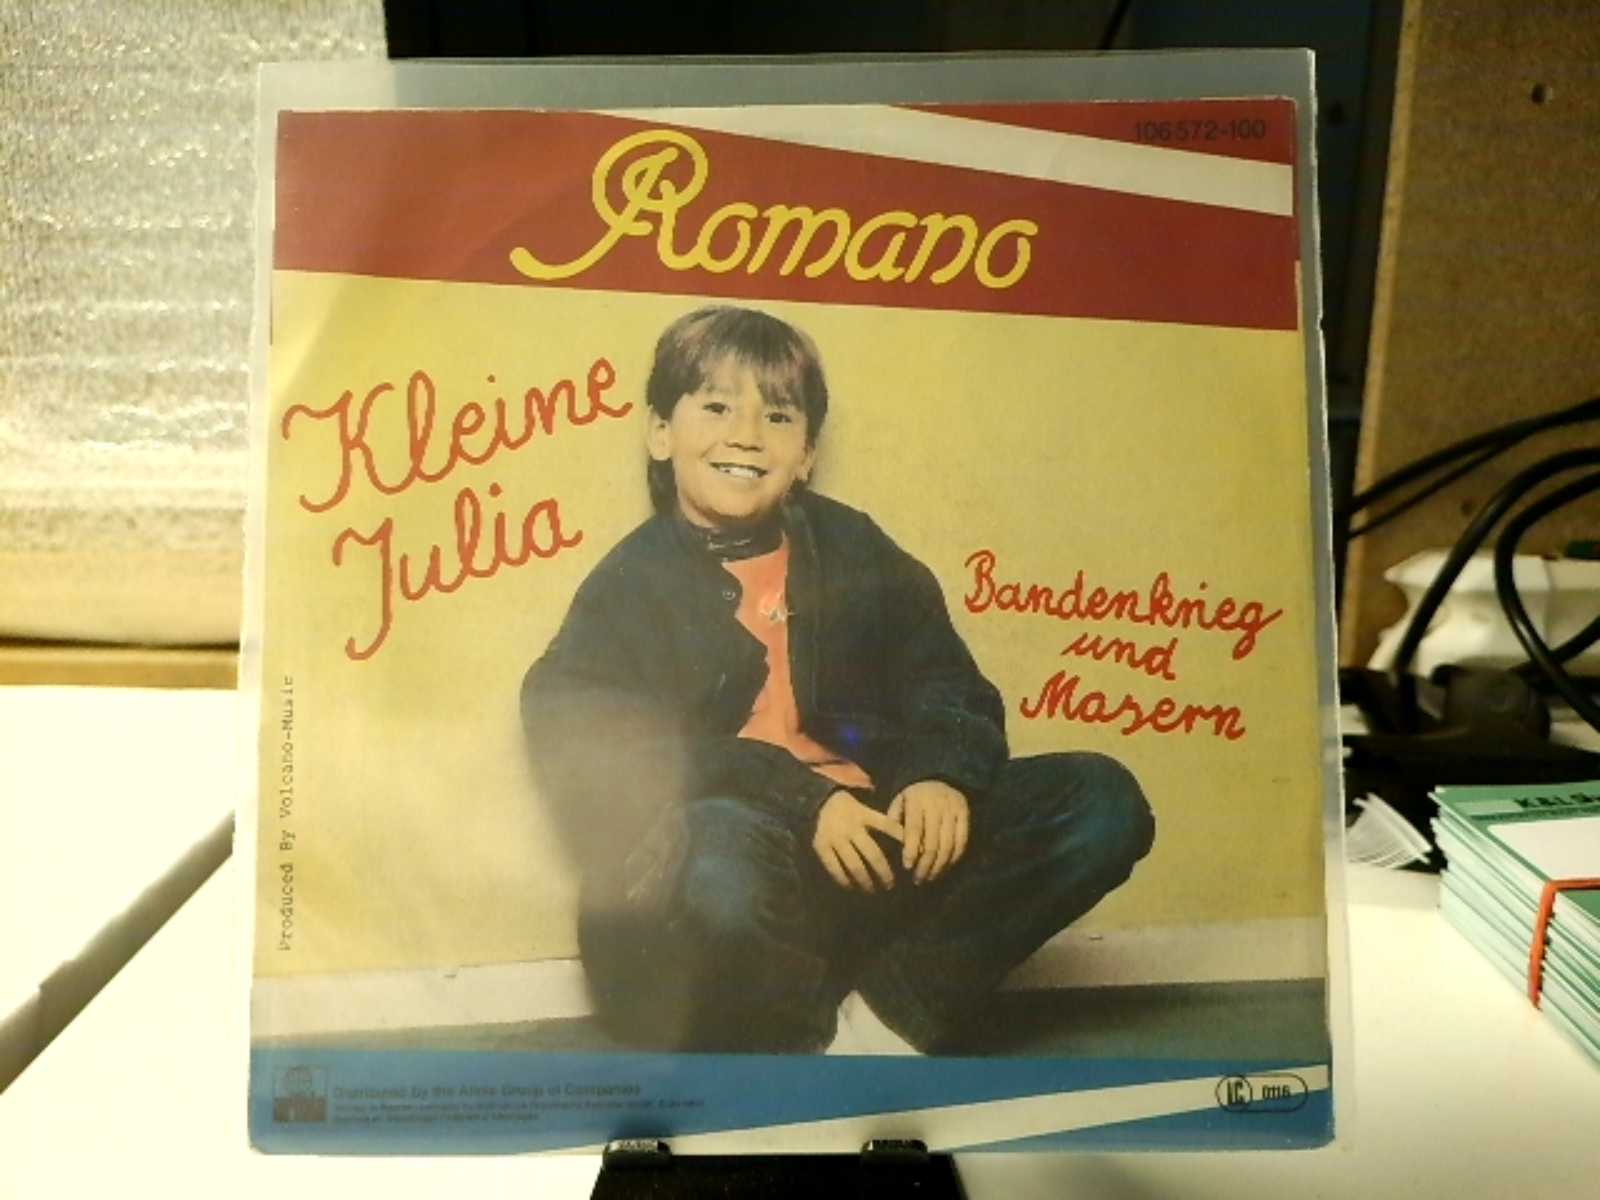 106 572-100
Romano
Kleine
Julia
Bandenkrieg
und
Masern
Produced By Volcano-Music
Distributed by the Ariola Group of Companies
LC 0116